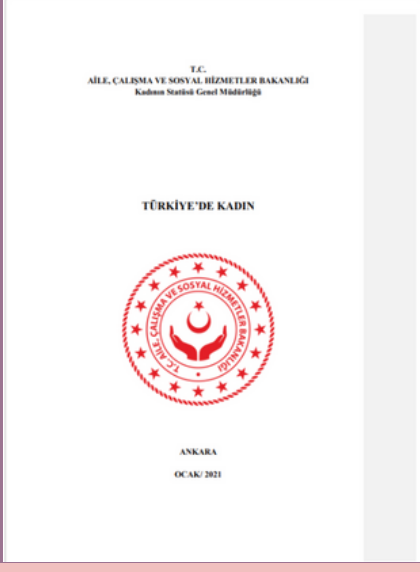 T.C.
AİLE, ÇALIŞMA VE SOSYAL HİZMETLER BAKANLIĞI
Kadının Statüsü Genel Müdürlüğü
TÜRKİYE'DE KADIN
T.C. AİLE, ÇALIŞMA VE SOSYAL HİZMETLER BAKANLIĞI
ANKARA
OCAK/ 2021